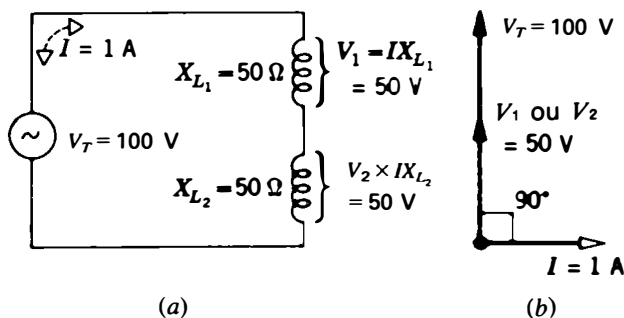 I = 1 A
X_{L_1} = 50 Ω
V_1 = IX_{L_1}
= 50 V
V_T = 100 V
X_{L_2} = 50 Ω
V_2 × IX_{L_2}
= 50 V
(a)
V_T = 100 V
V_1 ou V_2
= 50 V
90°
I = 1 A
(b)